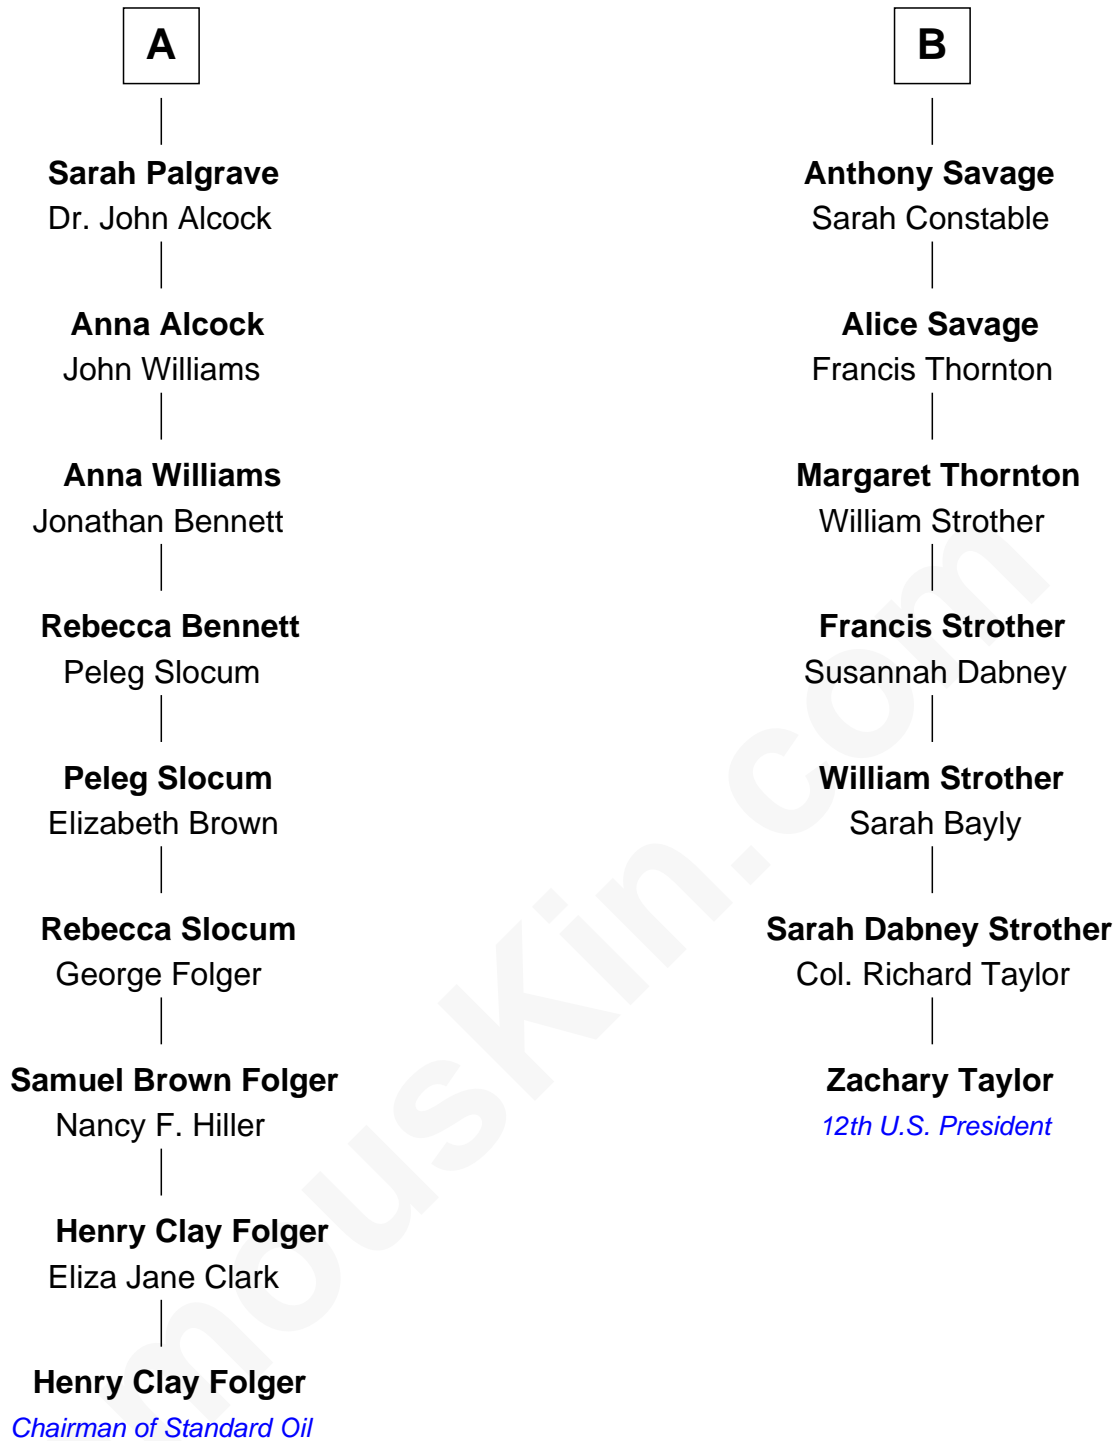 A
Sarah Palgrave
Dr. John Alcock
Anna Alcock
John Williams
Anna Williams
Jonathan Bennett
Rebecca Bennett
Peleg Slocum
Peleg Slocum
Elizabeth Brown
Rebecca Slocum
George Folger
Samuel Brown Folger
Nancy F. Hiller
Henry Clay Folger
Eliza Jane Clark
Henry Clay Folger
Chairman of Standard Oil
B
Anthony Savage
Sarah Constable
Alice Savage
Francis Thornton
Margaret Thornton
William Strother
Francis Strother
Susannah Dabney
William Strother
Sarah Bayly
Sarah Dabney Strother
Col. Richard Taylor
Zachary Taylor
12th U.S. President
mouskin.com